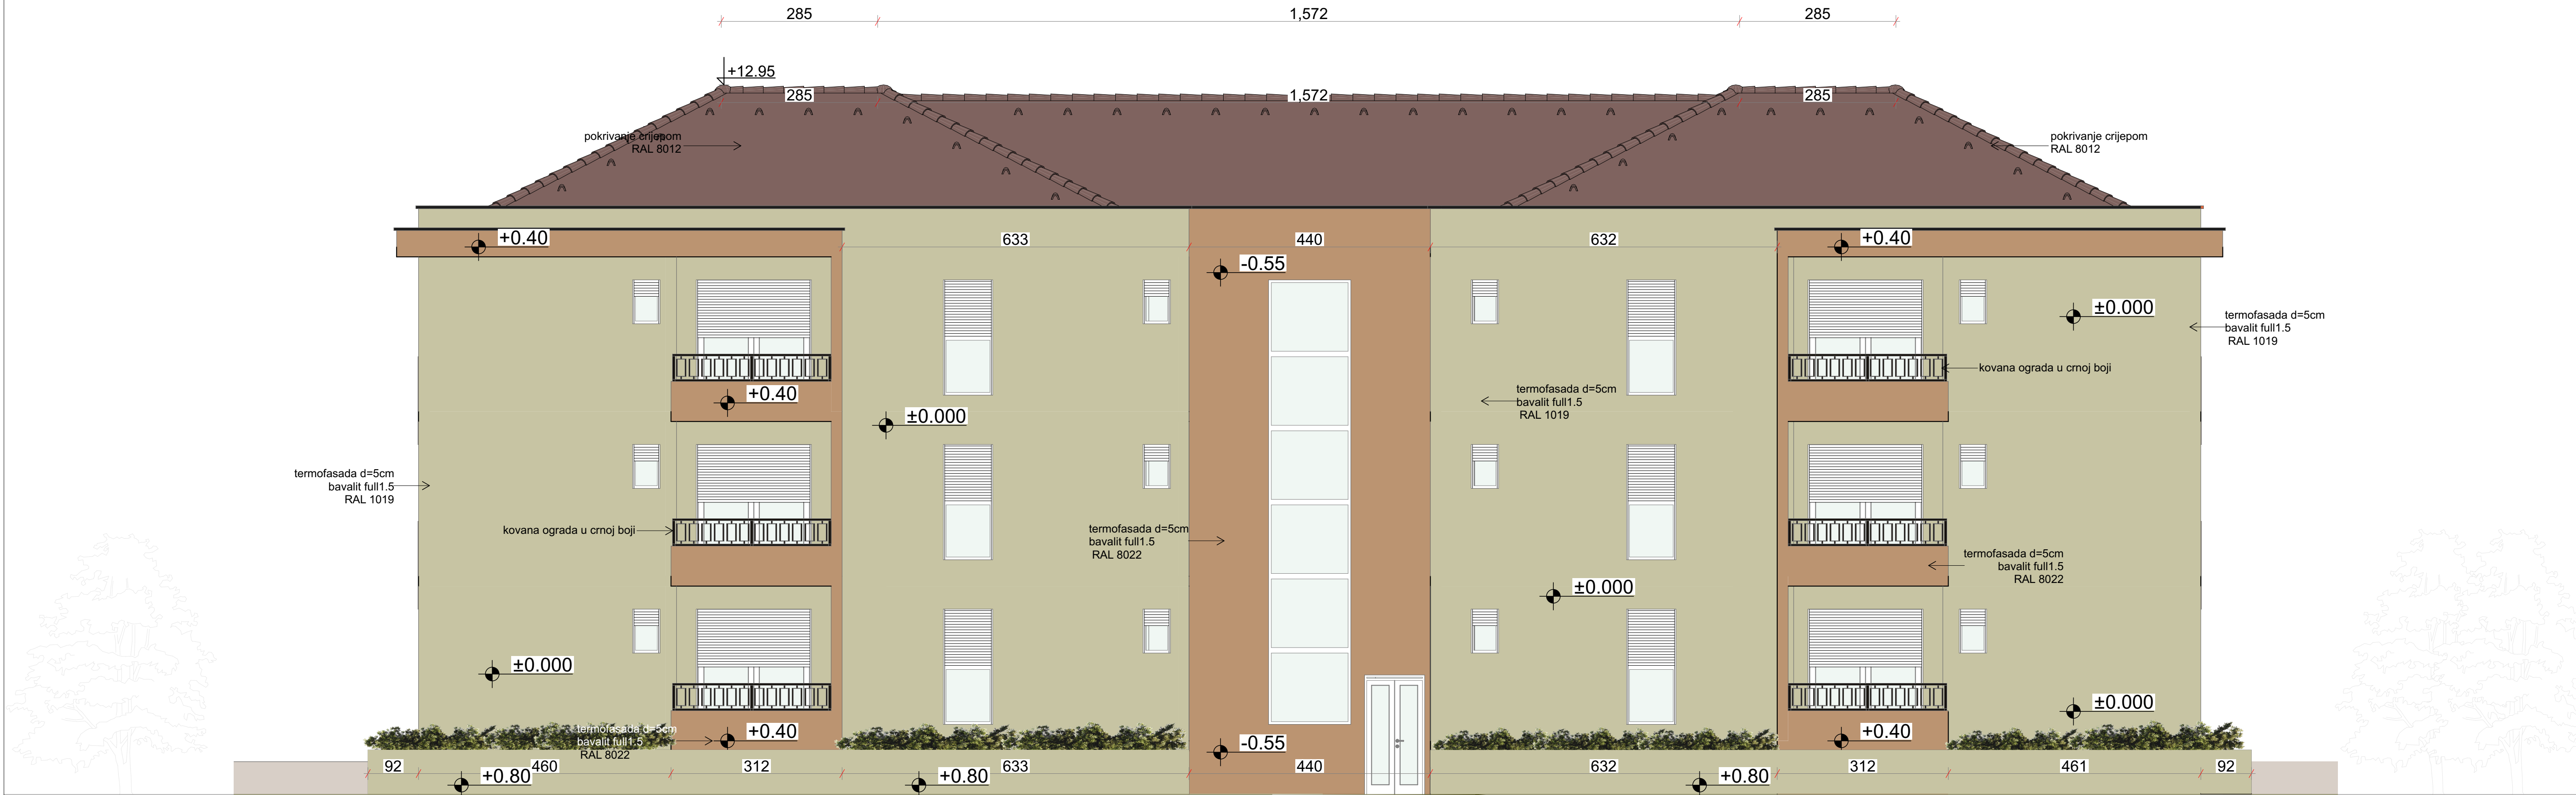 285
1,572
285
+12.95
285
1,572
285
pokrivanje crijepom
RAL 8012
pokrivanje crijepom
RAL 8012
+0.40
633
440
632
+0.40
-0.55
±0.000
termofasada d=5cm
bavalit full1.5
RAL 1019
kovana ograda u crnoj boji
+0.40
termofasada d=5cm
bavalit full1.5
RAL 1019
±0.000
termofasada d=5cm
bavalit full1.5
RAL 1019
kovana ograda u crnoj boji
termofasada d=5cm
bavalit full1.5
RAL 8022
termofasada d=5cm
bavalit full1.5
RAL 8022
±0.000
±0.000
±0.000
termofasada d=5cm
bavalit full1.5
RAL 8022
+0.40
-0.55
+0.40
92
460
312
633
440
632
312
461
92
+0.80
+0.80
+0.80